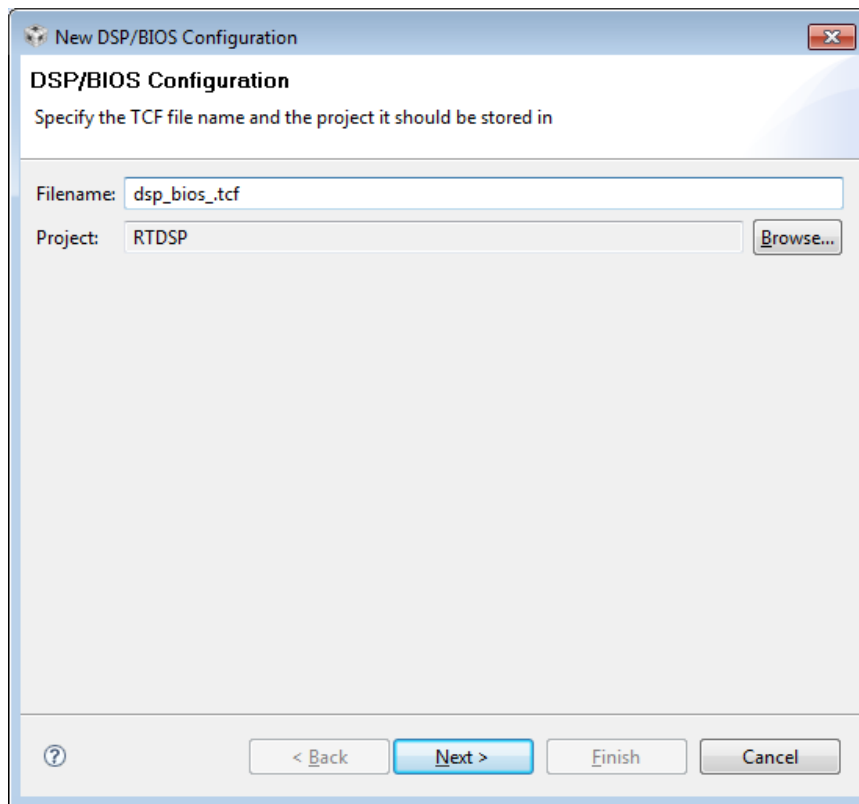 New DSP/BIOS Configuration
DSP/BIOS Configuration
Specify the TCF file name and the project it should be stored in
Filename: dsp_bios_.tcf
Project: RTDSP Browse...
? < Back Next > Finish Cancel